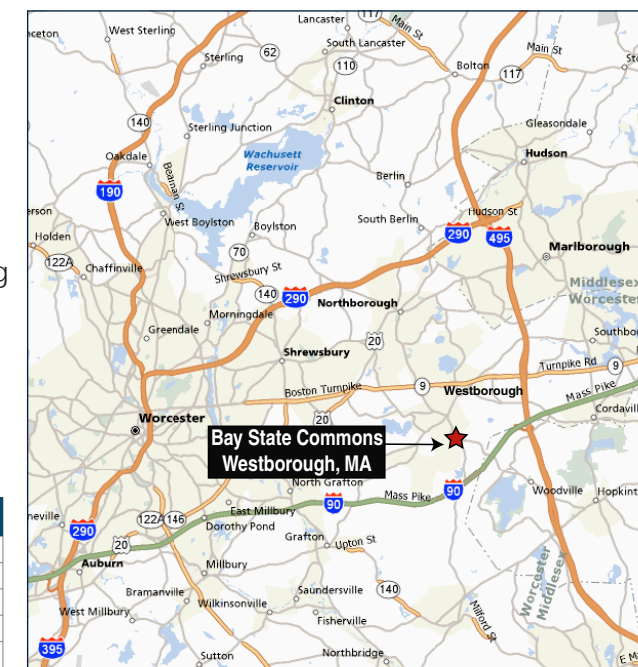 Lancaster
117
Main St
ceton
West Sterling
South Lancaster
62
Sterling
110
Main St
Bolton
117
Sto
Clinton
140
Sterling Junction
Gleasondale
Hudson
Wachusett
Reservoir
Oakdale
Beaman St
190
Berlin
West Boylston
Boylston
South Berlin
Hudson St
290
495
erson
Holden
122A
Chaffinville
70
Shrewsbury St
Marlborough
g
140
290
Middlesex
Worcester
Northborough
Morningdale
Greendale
20
Southbor
Shrewsbury
Turnpike Rd
9
Boston Turnpike
9
Westborough
Mass Pike
Worcester
20
Cordavill
Bay State Commons
Westborough, MA
North Grafton
Mass Pike
90
90
Woodville
Hopkint
East Millbury
neville
290
122A
146
Dorothy Pond
20
Grafton
Upton St
Auburn
Millbury
Worcester
Middlesex
Bramanville
Saundersville
140
West Millbury
Wilkinsonville
Fisherville
Milford St
395
Sutton
Northbridge
E M